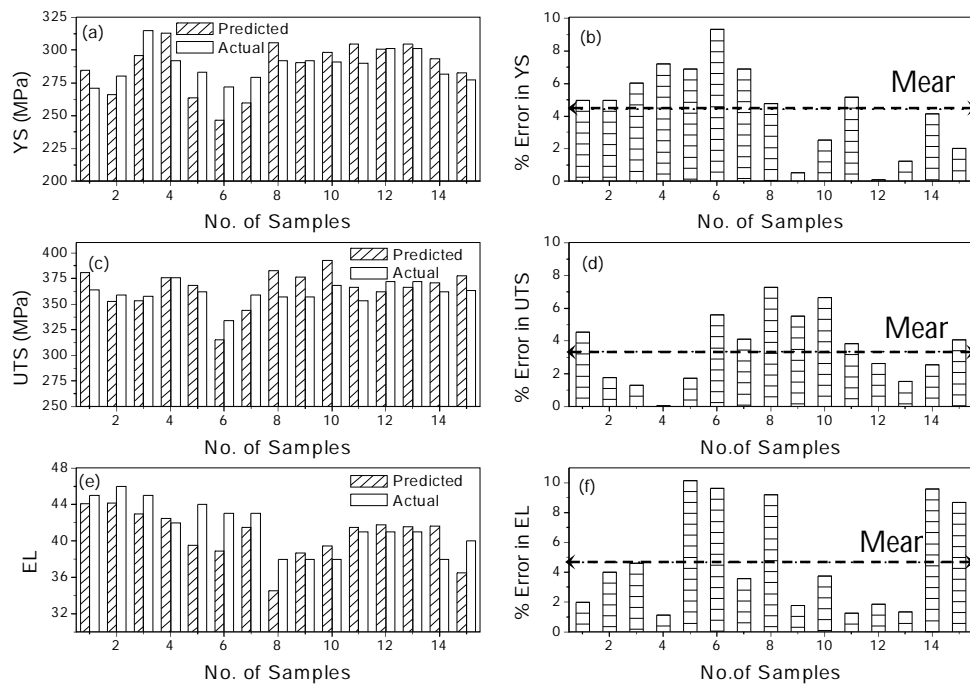 (a)
Predicted
Actual
YS (MPa)
325
300
275
250
225
200
2 4 6 8 10 12 14
No. of Samples
(b)
Mear
% Error in YS
10
8
6
4
2
0
2 4 6 8 10 12 14
No. of Samples
(c)
Predicted
Actual
UTS (MPa)
400
375
350
325
300
275
250
2 4 6 8 10 12 14
No. of Samples
(d)
Mear
% Error in UTS
10
8
6
4
2
0
2 4 6 8 10 12 14
No.of Samples
(e)
Predicted
Actual
EL
48
44
40
36
32
2 4 6 8 10 12 14
No. of Samples
(f)
Mear
% Error in EL
10
8
6
4
2
0
2 4 6 8 10 12 14
No.of Samples